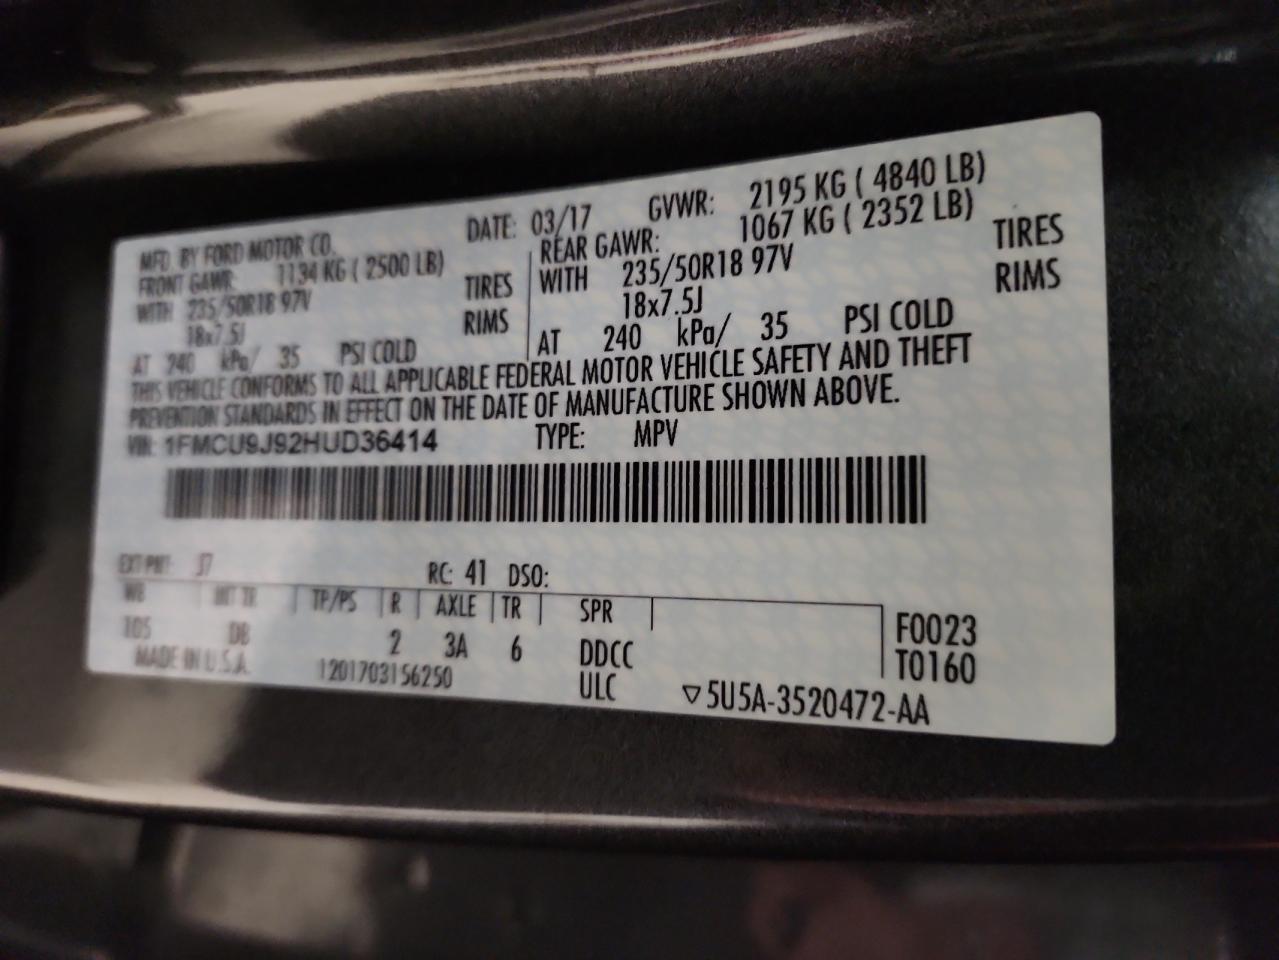 MFD. BY FORD MOTOR CO. DATE: 03/17 GVWR: 2195 KG ( 4840 LB)
FRONT GAWR: 1134 KG ( 2500 LB) REAR GAWR: 1067 KG ( 2352 LB)
WITH 235/50R18 97V TIRES WITH 235/50R18 97V TIRES
18x7.5J RIMS 18x7.5J RIMS
AT 240 kPa/ 35 PSI COLD AT 240 kPa/ 35 PSI COLD
THIS VEHICLE CONFORMS TO ALL APPLICABLE FEDERAL MOTOR VEHICLE SAFETY AND THEFT
PREVENTION STANDARDS IN EFFECT ON THE DATE OF MANUFACTURE SHOWN ABOVE.
VIN: 1FMCU9J92HUD36414 TYPE: MPV
EXT PNT: J7 RC: 41 DSO:
WB INT TR TP/PS R AXLE TR SPR F0023
105 DB 2 3A 6 DDCC T0160
MADE IN U.S.A. 1201703156250 ULC ▽5U5A-3520472-AA